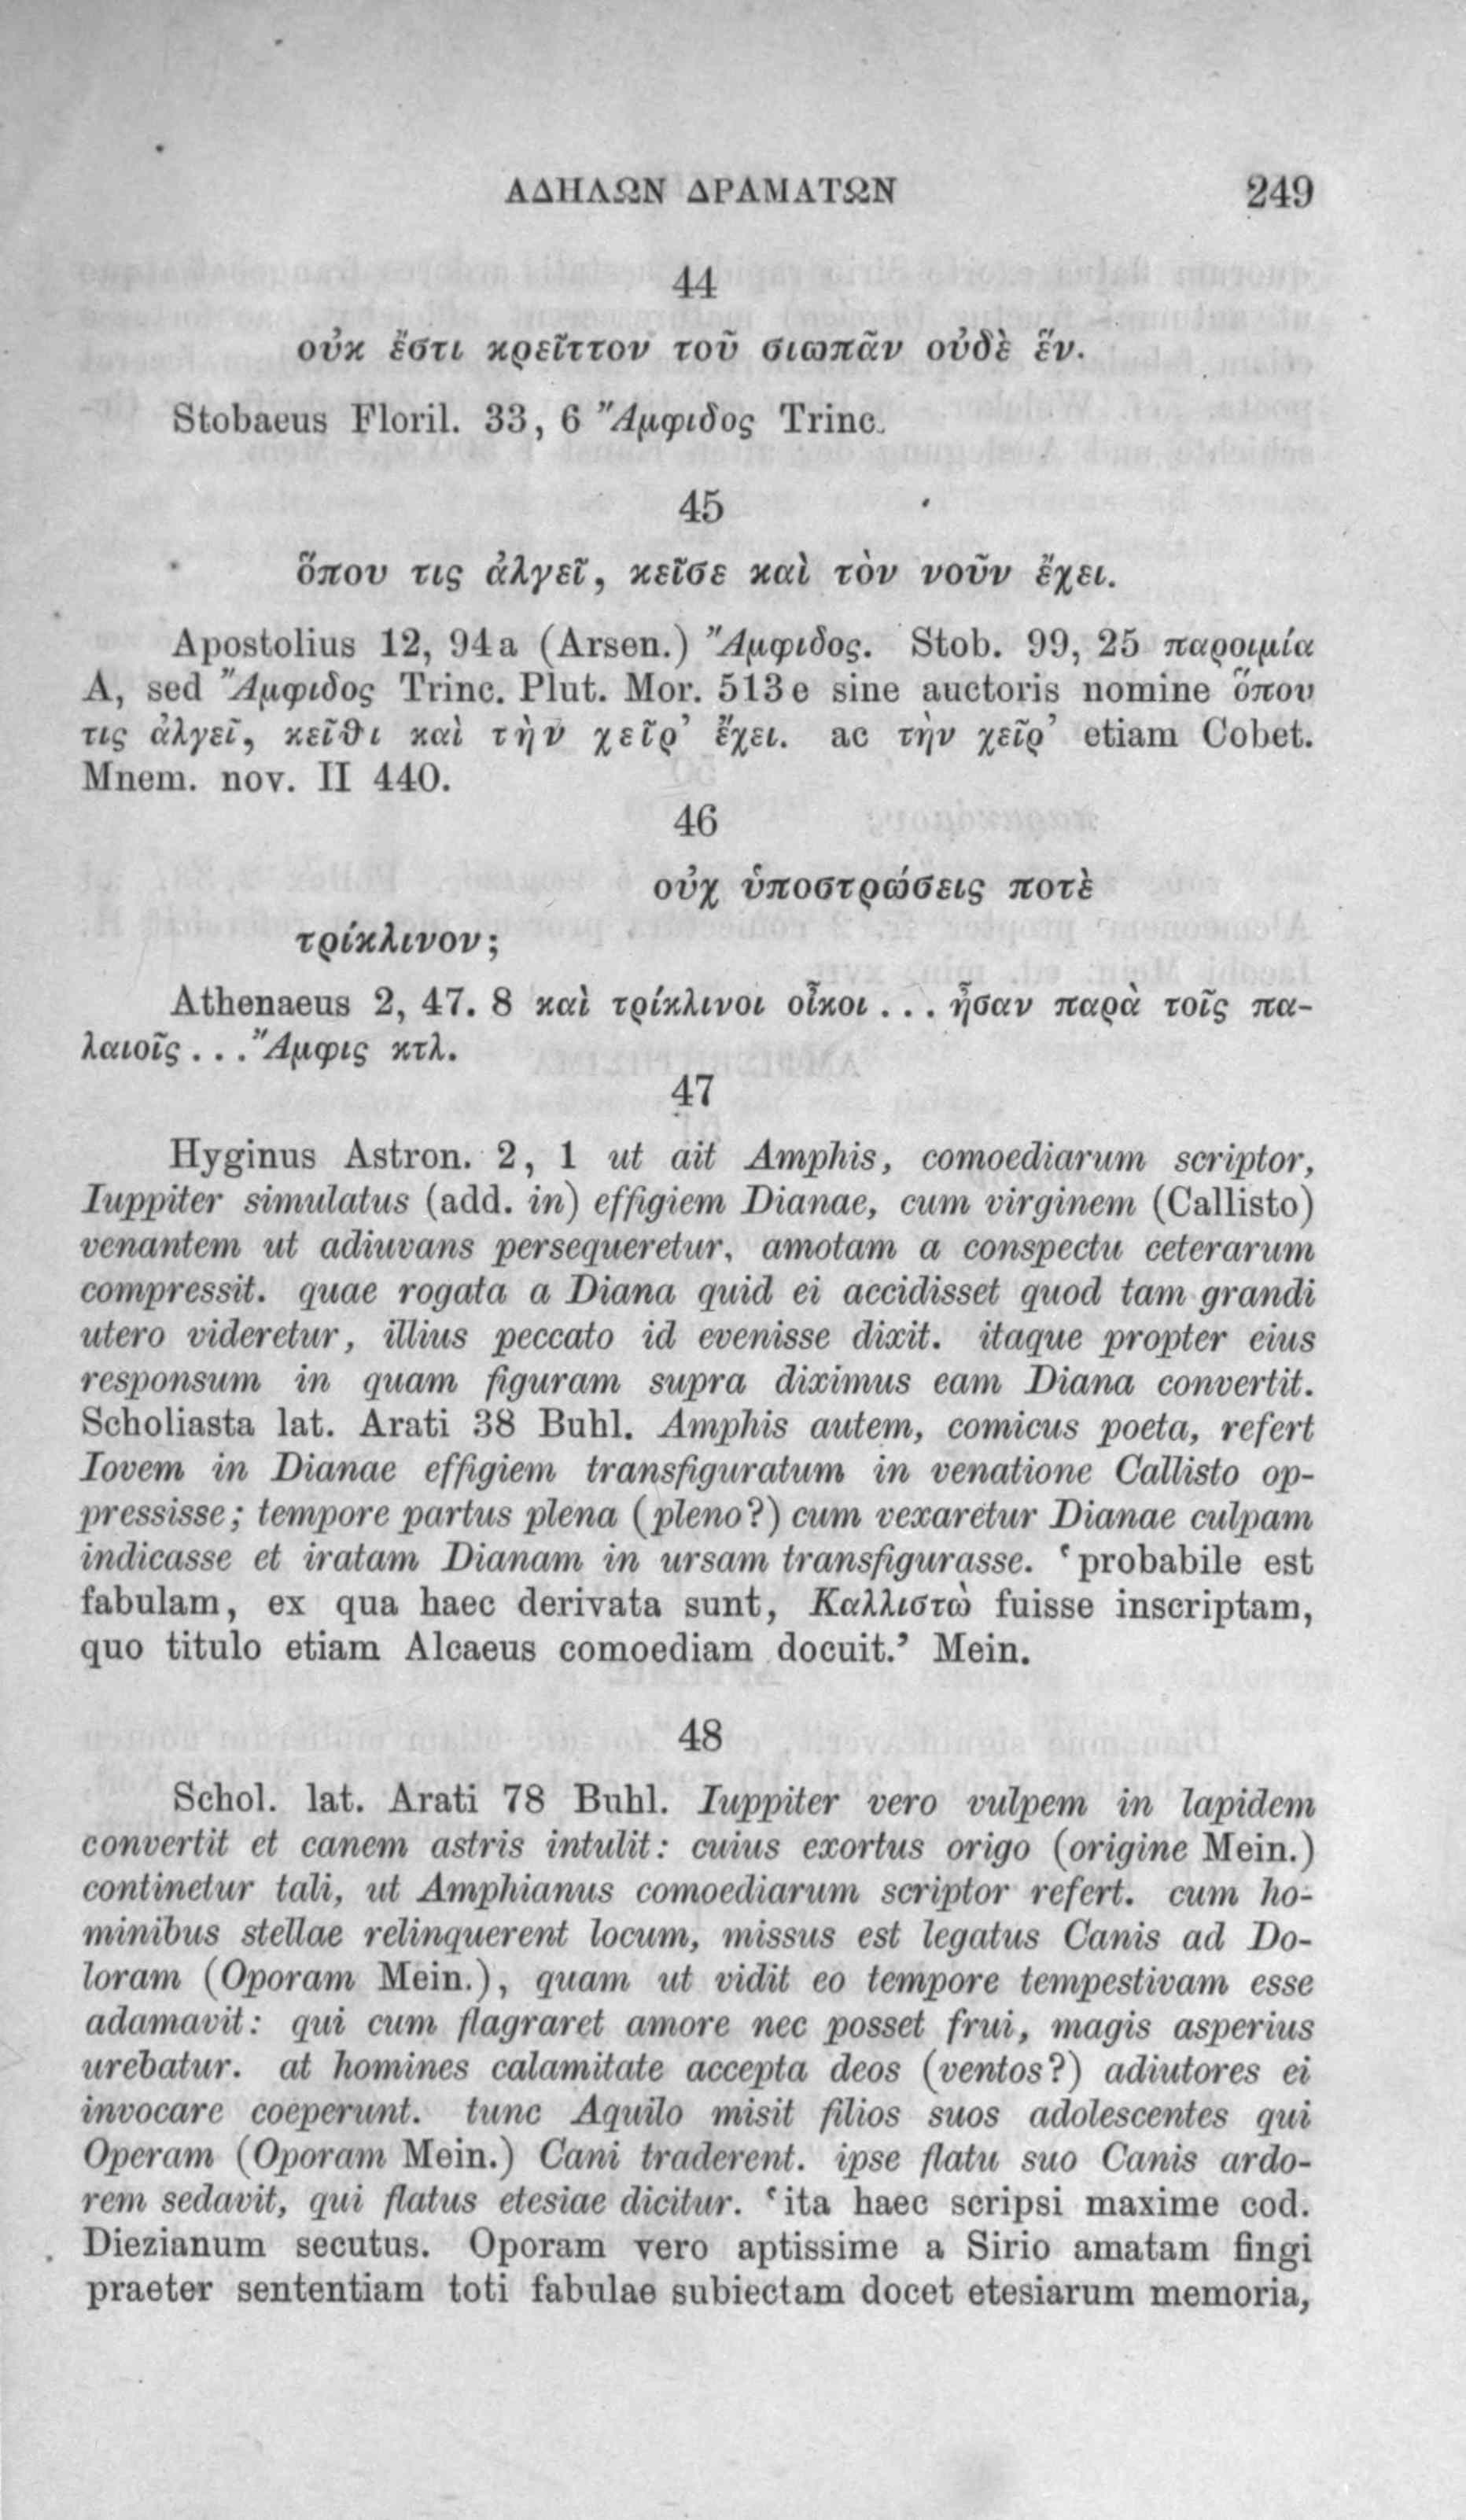 ΑΔΗΛΩΝ ΔΡΑΜΑΤΩΝ 249
44
οὐκ ἔστι κρεῖττον τοῦ σιωπᾶν οὐδὲ ἕν.
Stobaeus Floril. 33, 6 Ἄμφιδος Trinc.
45
ὅπου τις ἀλγεῖ, κεῖσε καὶ τὸν νοῦν ἔχει.
Apostolius 12, 94a (Arsen.) Ἄμφιδος. Stob. 99, 25 παροιμία
A, sed Ἄμφιδος Trinc. Plut. Mor. 513e sine auctoris nomine ὅπου
τις ἀλγεῖ, κεῖθι καὶ τὴν χεῖρ’ ἔχει. ac τὴν χεῖρ’ etiam Cobet.
Mnem. nov. II 440.
46
οὐχ ὑποστρώσεις ποτὲ
τρίκλινον;
Athenaeus 2, 47. 8 καὶ τρίκλινοι οἶκοι ... ἦσαν παρὰ τοῖς πα-
λαιοῖς ... Ἄμφις κτλ.
47
Hyginus Astron. 2, 1 ut ait Amphis, comoediarum scriptor,
Iuppiter simulatus (add. in) effigiem Dianae, cum virginem (Callisto)
venantem ut adiuvans persequeretur, amotam a conspectu ceterarum
compressit. quae rogata a Diana quid ei accidisset quod tam grandi
utero videretur, illius peccato id evenisse dixit. itaque propter eius
responsum in quam figuram supra diximus eam Diana convertit.
Scholiasta lat. Arati 38 Buhl. Amphis autem, comicus poeta, refert
Iovem in Dianae effigiem transfiguratum in venatione Callisto op-
pressisse; tempore partus plena (pleno?) cum vexaretur Dianae culpam
indicasse et iratam Dianam in ursam transfigurasse. ‘probabile est
fabulam, ex qua haec derivata sunt, Καλλιστὼ fuisse inscriptam,
quo titulo etiam Alcaeus comoediam docuit.’ Mein.
48
Schol. lat. Arati 78 Buhl. Iuppiter vero vulpem in lapidem
convertit et canem astris intulit: cuius exortus origo (origine Mein.)
continetur tali, ut Amphianus comoediarum scriptor refert. cum ho-
minibus stellae relinquerent locum, missus est legatus Canis ad Do-
loram (Oporam Mein.), quam ut vidit eo tempore tempestivam esse
adamavit: qui cum flagraret amore nec posset frui, magis asperius
urebatur. at homines calamitate accepta deos (ventos?) adiutores ei
invocare coeperunt. tunc Aquilo misit filios suos adolescentes qui
Operam (Oporam Mein.) Cani traderent. ipse flatu suo Canis ardo-
rem sedavit, qui flatus etesiae dicitur. ‘ita haec scripsi maxime cod.
Diezianum secutus. Oporam vero aptissime a Sirio amatam fingi
praeter sententiam toti fabulae subiectam docet etesiarum memoria,